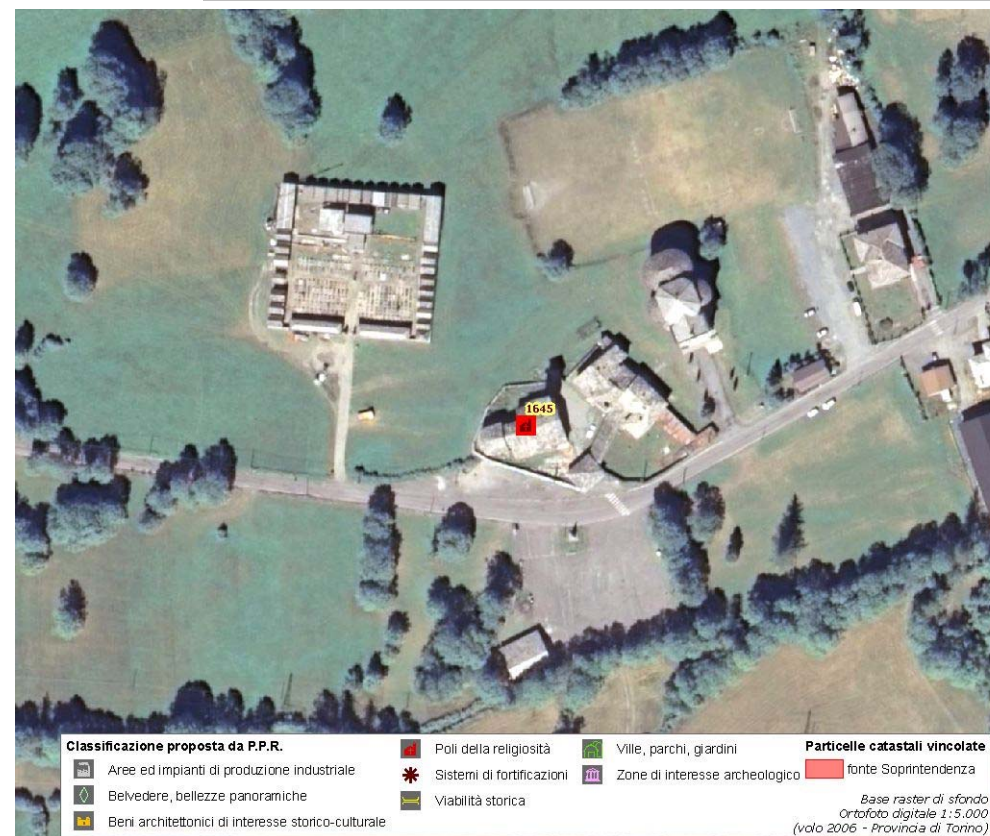 1645
Classificazione proposta da P.P.R.
Aree ed impianti di produzione industriale
Belvedere, bellezze panoramiche
Beni architettonici di interesse storico-culturale
Poli della religiosità
Sistemi di fortificazioni
Viabilità storica
Ville, parchi, giardini
Zone di interesse archeologico
Particelle catastali vincolate
fonte Soprintendenza
Base raster di sfondo
Ortofoto digitale 1:5.000
(volo 2006 - Provincia di Torino)